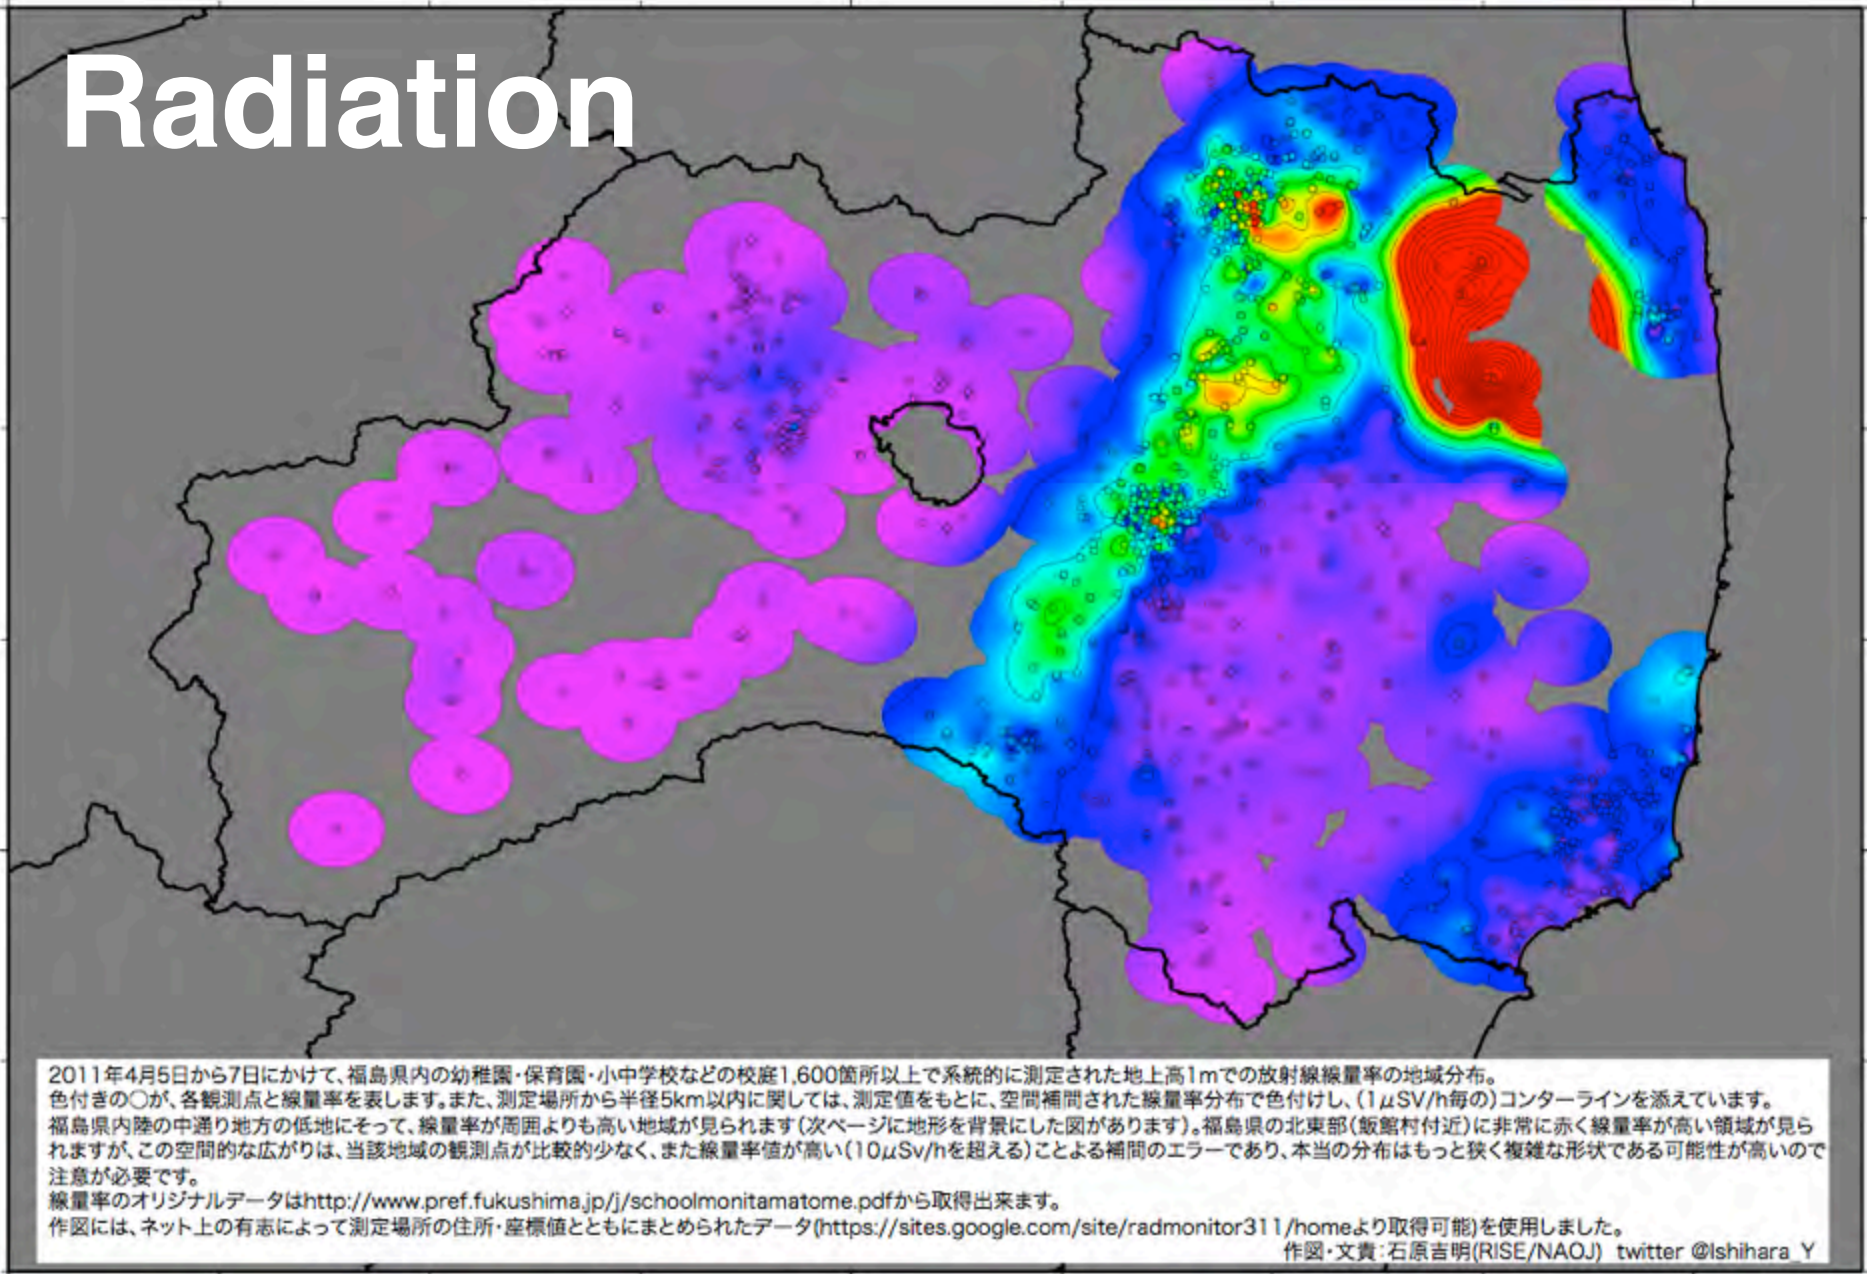 Radiation
2011年4月5日から7日にかけて、福島県内の幼稚園・保育園・小中学校などの校庭1,600箇所以上で系統的に測定された地上高1mでの放射線線量率の地域分布。
色付きの○が、各観測点と線量率を表します。また、測定場所から半径5km以内に関しては、測定値をもとに、空間補間された線量率分布で色付けし、(1μSV/h毎の)コンターラインを添えています。
福島県内陸の中通り地方の低地にそって、線量率が周囲よりも高い地域が見られます(次ページに地形を背景にした図があります)。福島県の北東部(飯館村付近)に非常に赤く線量率が高い領域が見ら
れますが、この空間的な広がりは、当該地域の観測点が比較的少なく、また線量率値が高い(10μSv/hを超える)ことよる補間のエラーであり、本当の分布はもっと狭く複雑な形状である可能性が高いので
注意が必要です。
線量率のオリジナルデータはhttp://www.pref.fukushima.jp/j/schoolmonitamatome.pdfから取得出来ます。
作図には、ネット上の有志によって測定場所の住所・座標値とともにまとめられたデータ(https://sites.google.com/site/radmonitor311/homeより取得可能)を使用しました。
作図・文責：石原吉明(RISE/NAOJ) twitter @Ishihara_Y